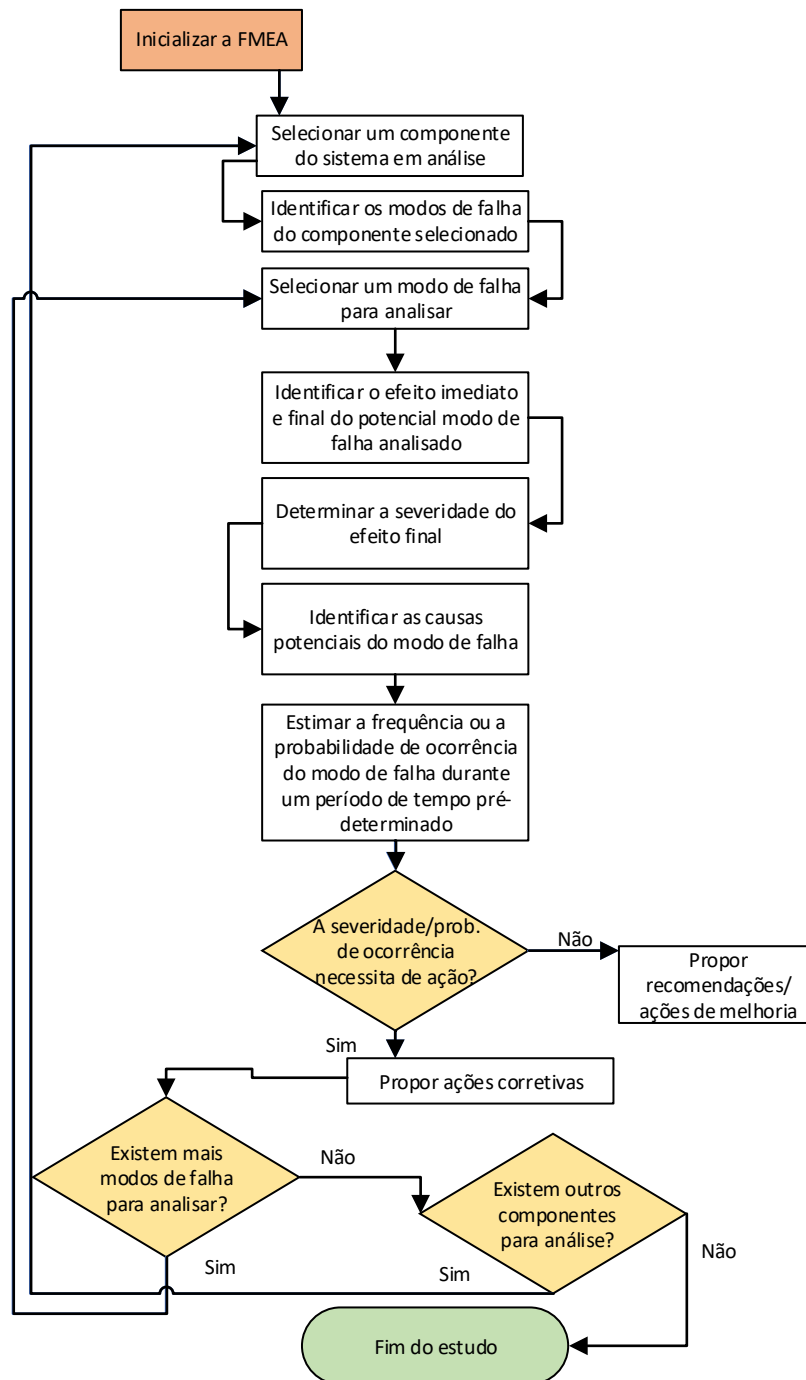 Inicializar a FMEA
Selecionar um componente
do sistema em análise
Identificar os modos de falha
do componente selecionado
Selecionar um modo de falha
para analisar
Identificar o efeito imediato
e final do potencial modo de
falha analisado
Determinar a severidade do
efeito final
Identificar as causas
potenciais do modo de falha
Estimar a frequência ou a
probabilidade de ocorrência
do modo de falha durante
um período de tempo pré-
determinado
A severidade/prob.
de ocorrência
necessita de ação?
Não
Propor
recomendações/
ações de melhoria
Sim
Propor ações corretivas
Existem mais
modos de falha
para analisar?
Não
Existem outros
componentes
para análise?
Não
Sim
Sim
Fim do estudo